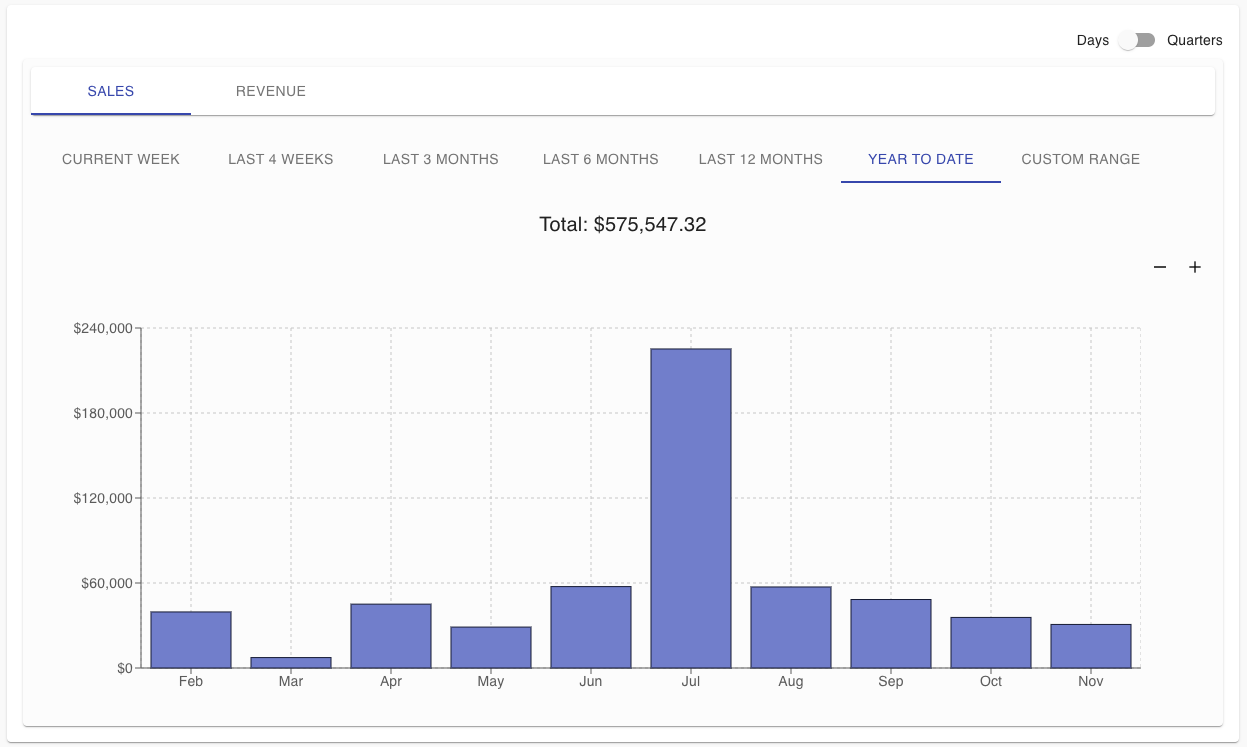 Days Quarters
SALES REVENUE
CURRENT WEEK LAST 4 WEEKS LAST 3 MONTHS LAST 6 MONTHS LAST 12 MONTHS YEAR TO DATE CUSTOM RANGE
Total: $575,547.32
− +
$240,000
$180,000
$120,000
$60,000
$0
Feb Mar Apr May Jun Jul Aug Sep Oct Nov